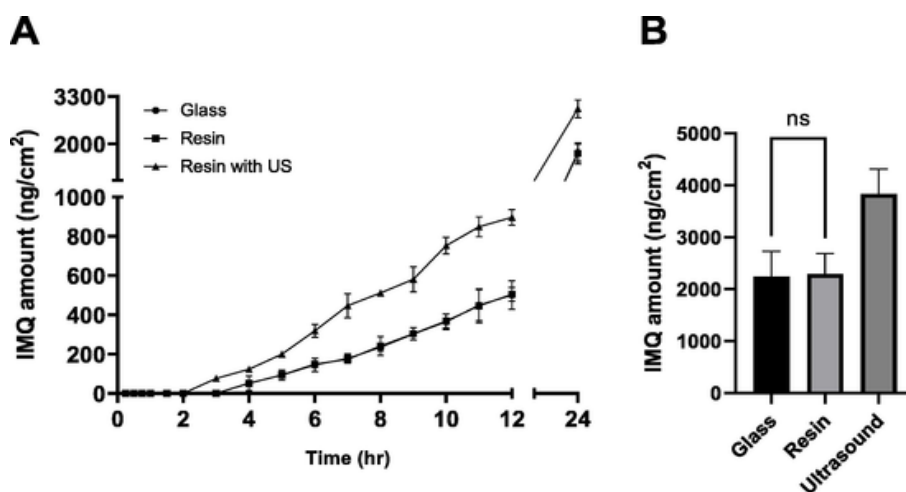 A
IMQ amount (ng/cm²)
3300
2000
1000
800
600
400
200
0
Glass
Resin
Resin with US
0 2 4 6 8 10 12 24
Time (hr)
B
ns
IMQ amount (ng/cm²)
5000
4000
3000
2000
1000
0
Glass
Resin
Ultrasound